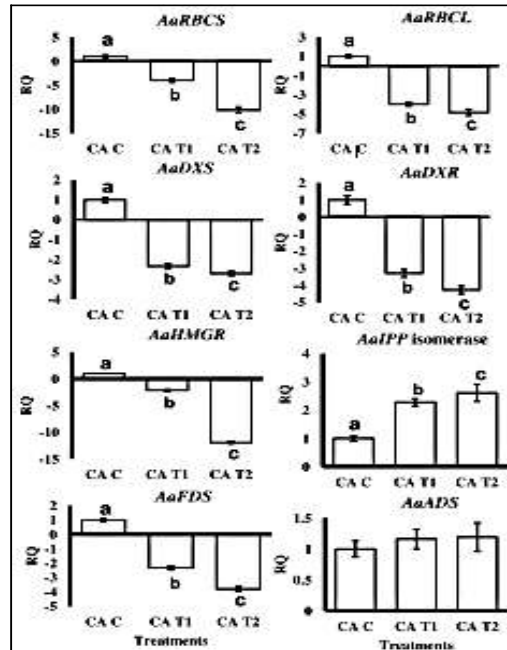 AaRBCS
RQ
5
0
-5
-10
-15
a
b
c
CA C CA T1 CA T2
AaRBCL
RQ
3
1
-1
-3
-5
-7
a
b
c
CA C CA T1 CA T2
AaDXS
RQ
2
1
0
-1
-2
-3
-4
a
b
c
CA C CA T1 CA T2
AaDXR
RQ
2
1
0
-1
-2
-3
-4
-5
a
b
c
CA C CA T1 CA T2
AaHMGR
RQ
5
0
-5
-10
-15
a
b
c
CA C CA T1 CA T2
AaIPP isomerase
RQ
4
3
2
1
0
a
b
c
CA C CA T1 CA T2
AaFDS
RQ
2
1
0
-1
-2
-3
-4
-5
a
b
c
CA C CA T1 CA T2
Treatments
AaADS
RQ
1.5
1
0.5
0
CA C CA T1 CA T2
Treatments